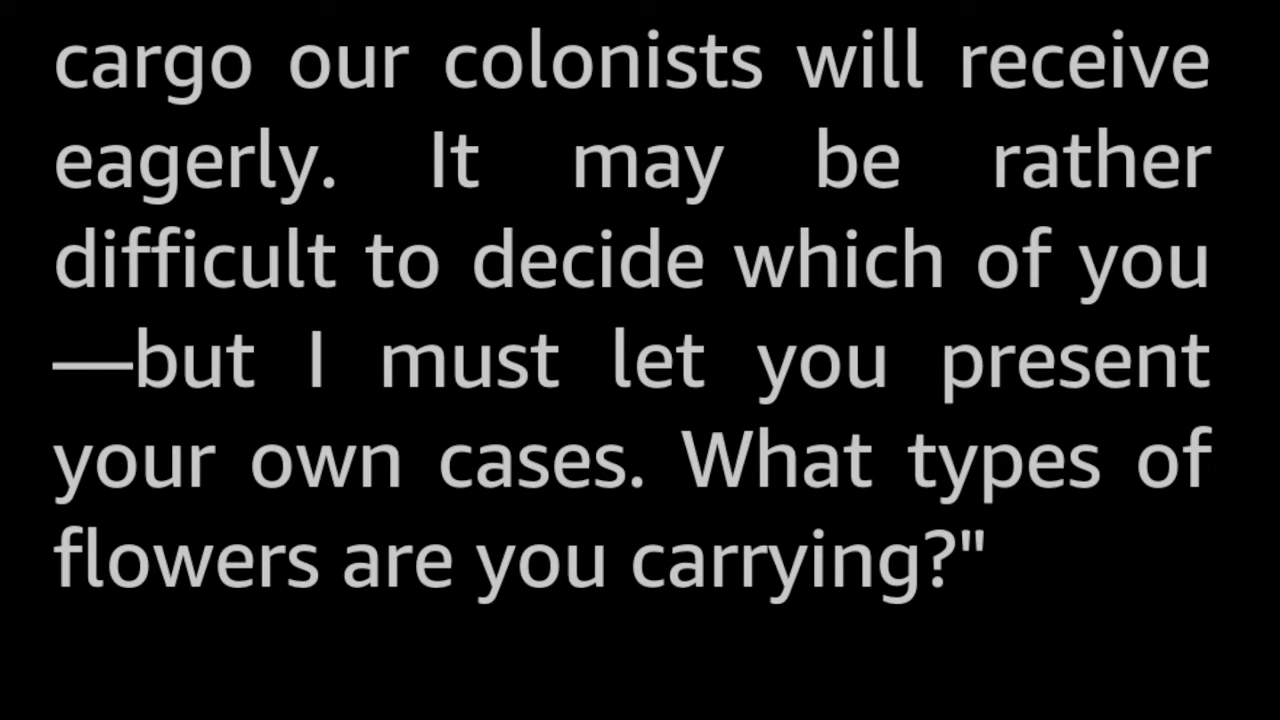 cargo our colonists will receive
eagerly. It may be rather
difficult to decide which of you
—but I must let you present
your own cases. What types of
flowers are you carrying?"